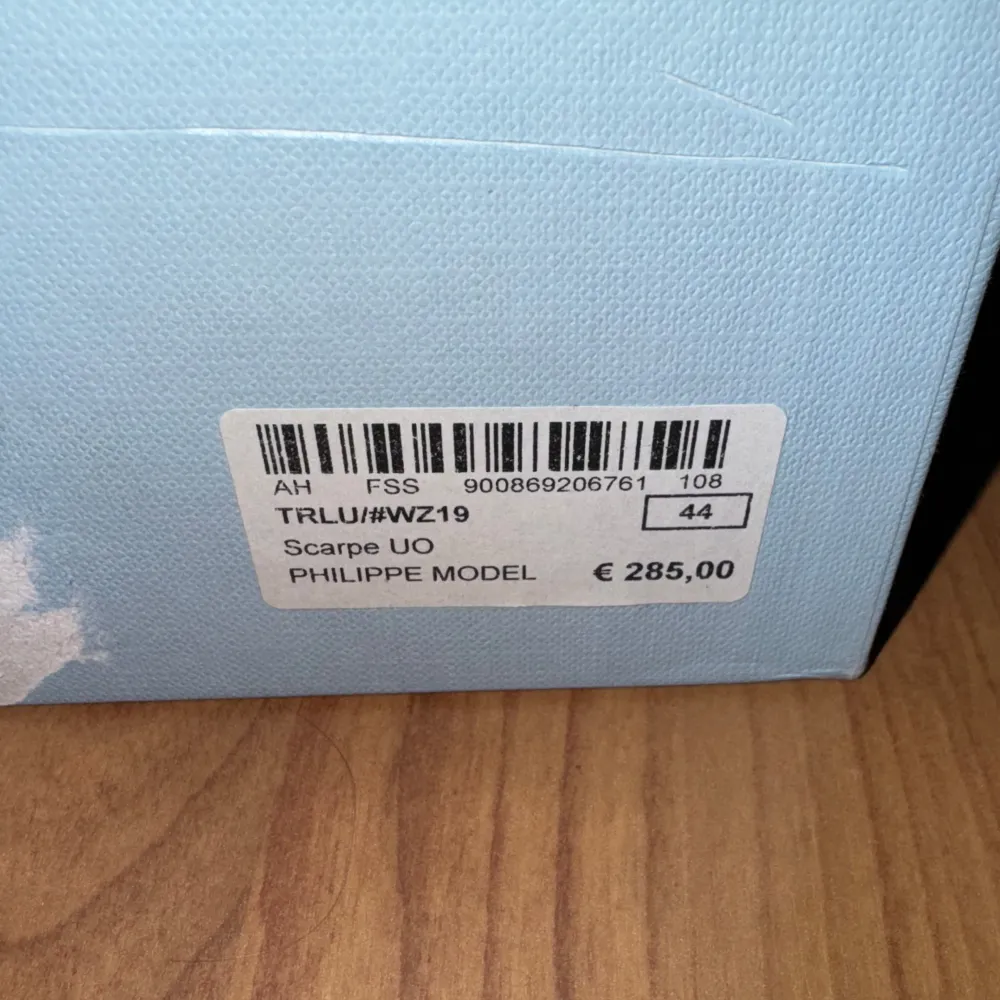 AH FSS 900869206761 108
TRLU/#WZ19 44
Scarpe UO
PHILIPPE MODEL € 285,00